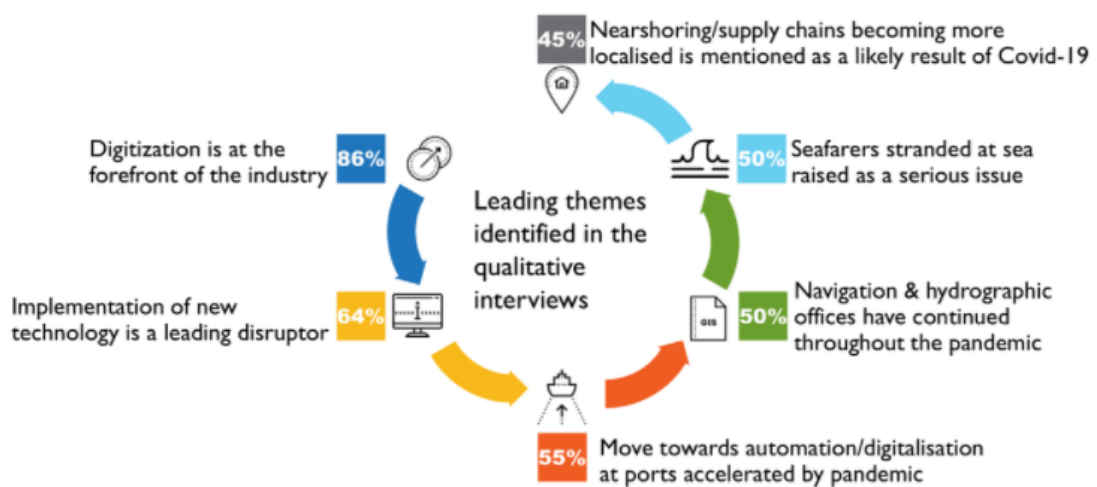 45%
Nearshoring/supply chains becoming more
localised is mentioned as a likely result of Covid-19
Digitization is at the
forefront of the industry
86%
50%
Seafarers stranded at sea
raised as a serious issue
Leading themes
identified in the
qualitative
interviews
Implementation of new
technology is a leading disruptor
64%
GIS
50%
Navigation & hydrographic
offices have continued
throughout the pandemic
55%
Move towards automation/digitalisation
at ports accelerated by pandemic